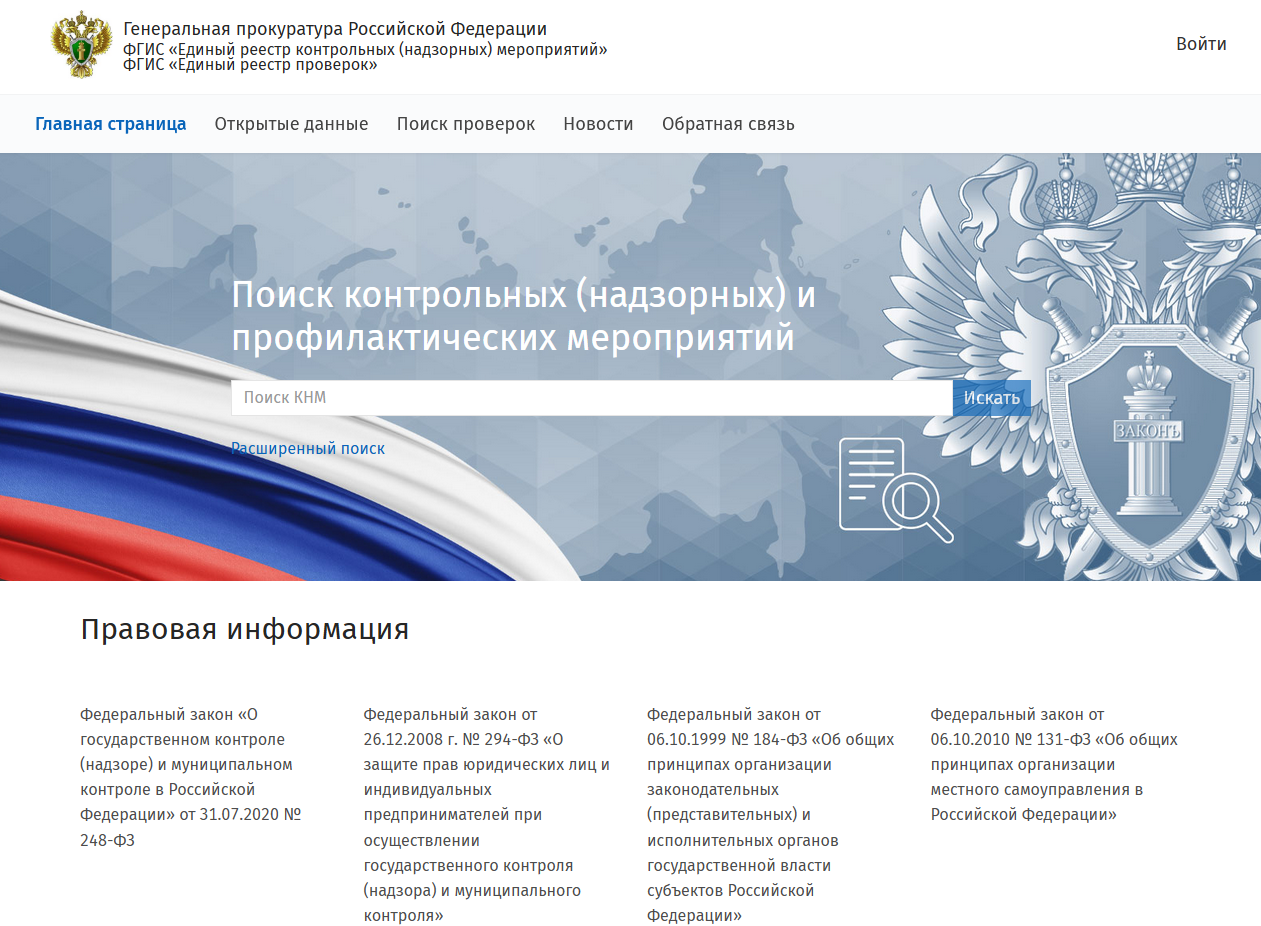 Генеральная прокуратура Российской Федерации
ФГИС «Единый реестр контрольных (надзорных) мероприятий»
ФГИС «Единый реестр проверок»
Войти
Главная страница Открытые данные Поиск проверок Новости Обратная связь
Поиск контрольных (надзорных) и
профилактических мероприятий
Поиск КНМ
Искать
Расширенный поиск
ЗАКОНЪ
Правовая информация
Федеральный закон «О
государственном контроле
(надзоре) и муниципальном
контроле в Российской
Федерации» от 31.07.2020 №
248-ФЗ
Федеральный закон от
26.12.2008 г. № 294-ФЗ «О
защите прав юридических лиц и
индивидуальных
предпринимателей при
осуществлении
государственного контроля
(надзора) и муниципального
контроля»
Федеральный закон от
06.10.1999 № 184-ФЗ «Об общих
принципах организации
законодательных
(представительных) и
исполнительных органов
государственной власти
субъектов Российской
Федерации»
Федеральный закон от
06.10.2010 № 131-ФЗ «Об общих
принципах организации
местного самоуправления в
Российской Федерации»